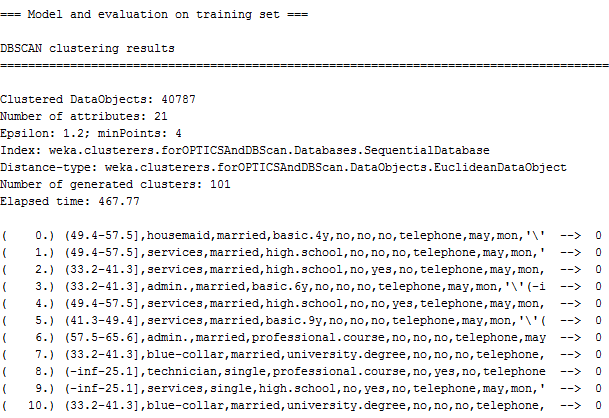 === Model and evaluation on training set ===
DBSCAN clustering results
========================================================================================
Clustered DataObjects: 40787
Number of attributes: 21
Epsilon: 1.2; minPoints: 4
Index: weka.clusterers.forOPTICSAndDBScan.Databases.SequentialDatabase
Distance-type: weka.clusterers.forOPTICSAndDBScan.DataObjects.EuclideanDataObject
Number of generated clusters: 101
Elapsed time: 467.77
(    0.) (49.4-57.5],housemaid,married,basic.4y,no,no,no,telephone,may,mon,'\'  -->  0
(    1.) (49.4-57.5],services,married,high.school,no,no,no,telephone,may,mon,'  -->  0
(    2.) (33.2-41.3],services,married,high.school,no,yes,no,telephone,may,mon,  -->  0
(    3.) (33.2-41.3],admin.,married,basic.6y,no,no,no,telephone,may,mon,'\'(-i  -->  0
(    4.) (49.4-57.5],services,married,high.school,no,no,yes,telephone,may,mon,  -->  0
(    5.) (41.3-49.4],services,married,basic.9y,no,no,no,telephone,may,mon,'\'(  -->  0
(    6.) (57.5-65.6],admin.,married,professional.course,no,no,no,telephone,may  -->  0
(    7.) (33.2-41.3],blue-collar,married,university.degree,no,no,no,telephone,  -->  0
(    8.) (-inf-25.1],technician,single,professional.course,no,yes,no,telephone  -->  0
(    9.) (-inf-25.1],services,single,high.school,no,yes,no,telephone,may,mon,'  -->  0
(   10.) (33.2-41.3],blue-collar,married,university.degree,no,no,no,telephone,  -->  0